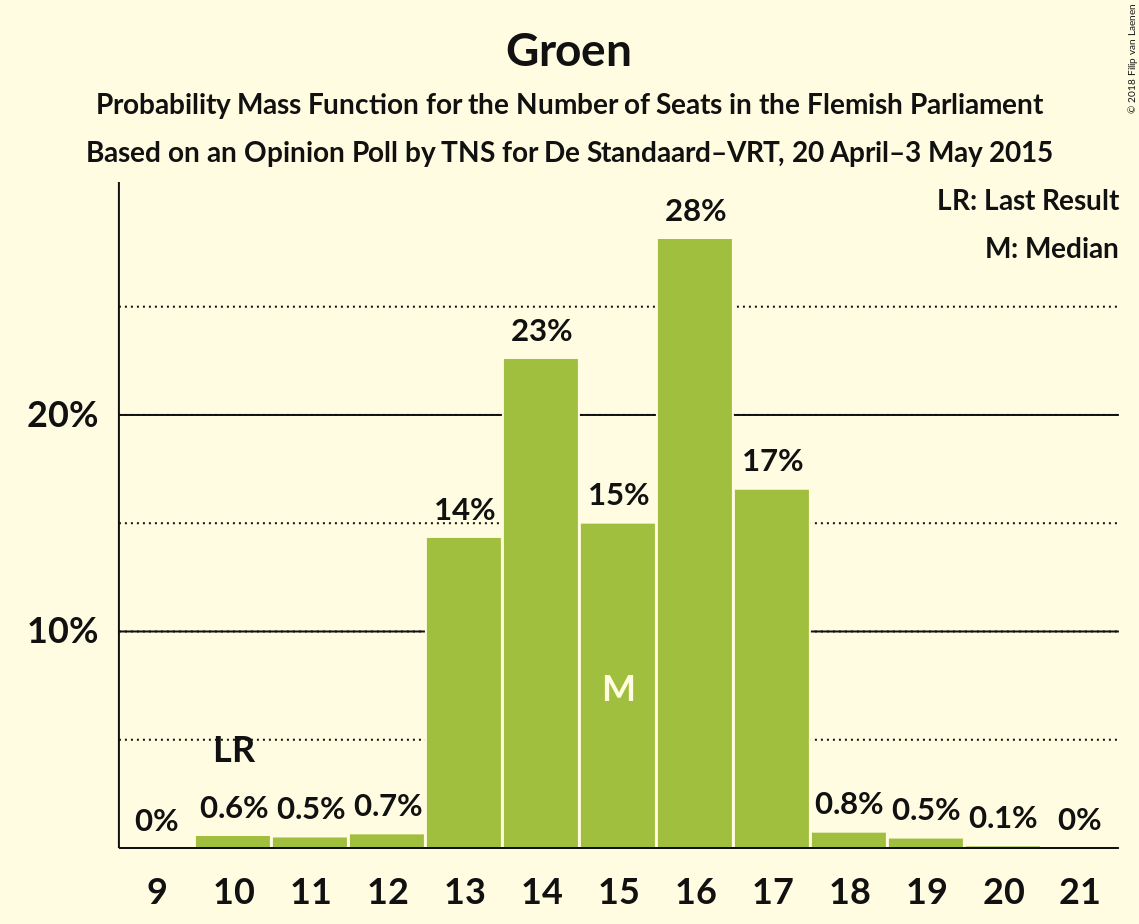 Groen
Probability Mass Function for the Number of Seats in the Flemish Parliament
Based on an Opinion Poll by TNS for De Standaard–VRT, 20 April–3 May 2015
© 2018 Filip van Laenen
LR: Last Result
M: Median
28%
23%
20%
17%
15%
14%
10%
M
LR
0% 0.6% 0.5% 0.7% 0.8% 0.5% 0.1% 0%
9 10 11 12 13 14 15 16 17 18 19 20 21